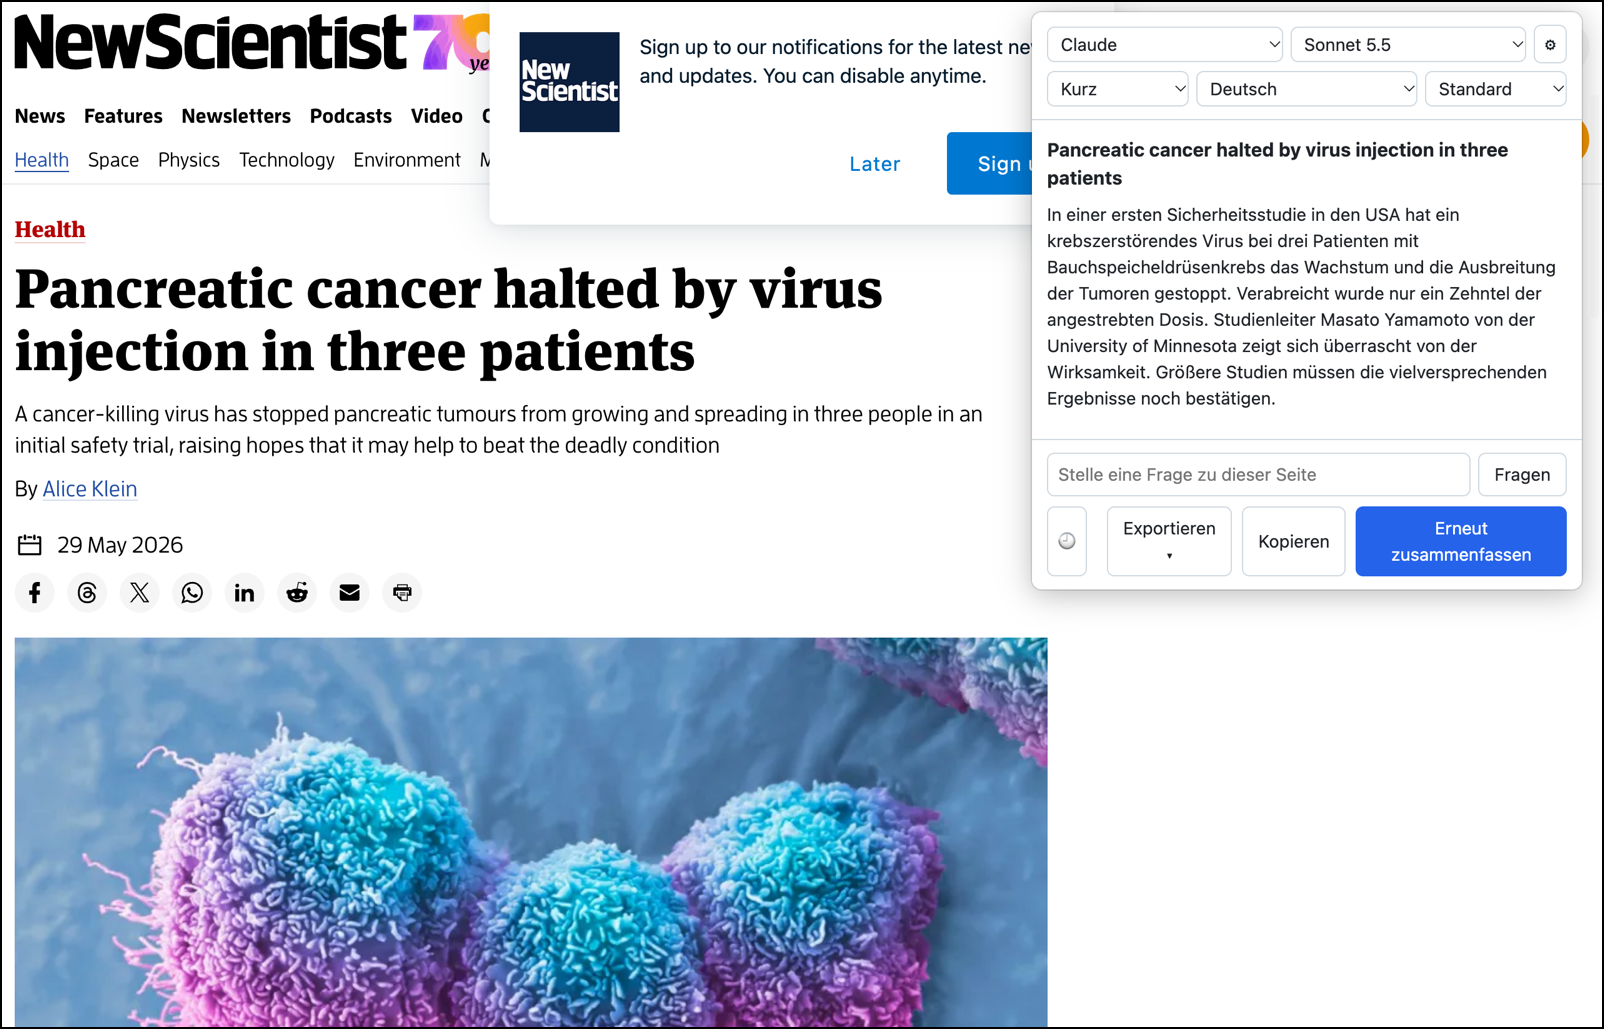 NewScientist 70
ye
News Features Newsletters Podcasts Video
Health Space Physics Technology Environment
New
Scientist
Sign up to our notifications for the latest ne
and updates. You can disable anytime.
Later
Sign u
Health
Pancreatic cancer halted by virus
injection in three patients
A cancer-killing virus has stopped pancreatic tumours from growing and spreading in three people in an
initial safety trial, raising hopes that it may help to beat the deadly condition
By Alice Klein
29 May 2026
Claude
Sonnet 5.5
Kurz
Deutsch
Standard
Pancreatic cancer halted by virus injection in three
patients
In einer ersten Sicherheitsstudie in den USA hat ein
krebszerstörendes Virus bei drei Patienten mit
Bauchspeicheldrüsenkrebs das Wachstum und die Ausbreitung
der Tumoren gestoppt. Verabreicht wurde nur ein Zehntel der
angestrebten Dosis. Studienleiter Masato Yamamoto von der
University of Minnesota zeigt sich überrascht von der
Wirksamkeit. Größere Studien müssen die vielversprechenden
Ergebnisse noch bestätigen.
Stelle eine Frage zu dieser Seite
Fragen
Exportieren
Kopieren
Erneut
zusammenfassen